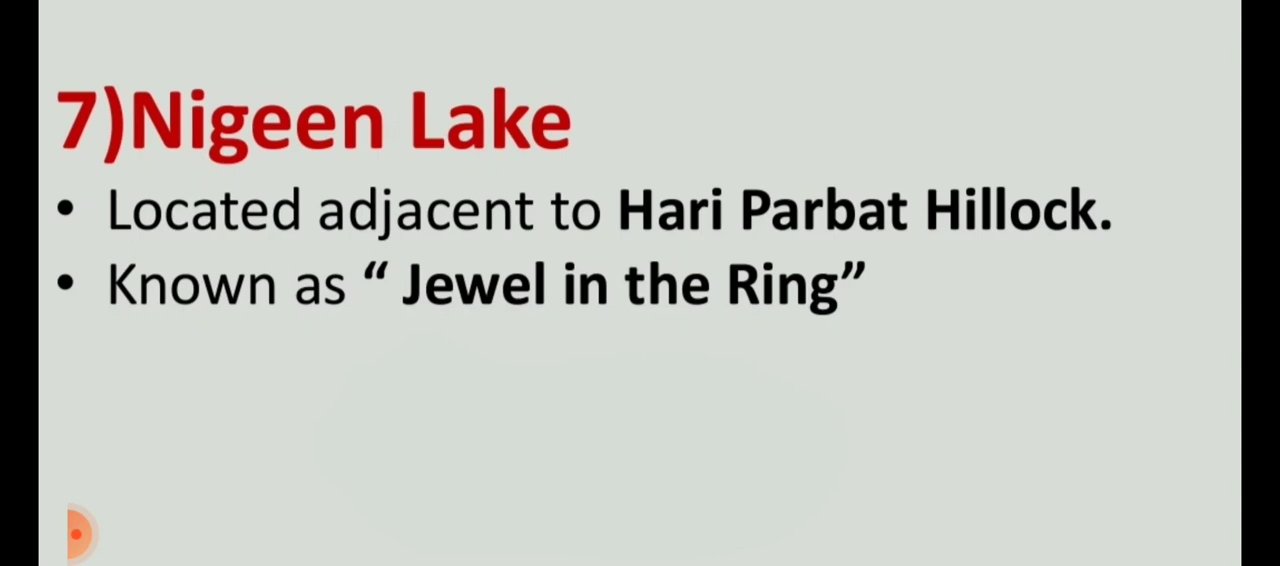 7)Nigeen Lake
• Located adjacent to Hari Parbat Hillock.
• Known as “ Jewel in the Ring”